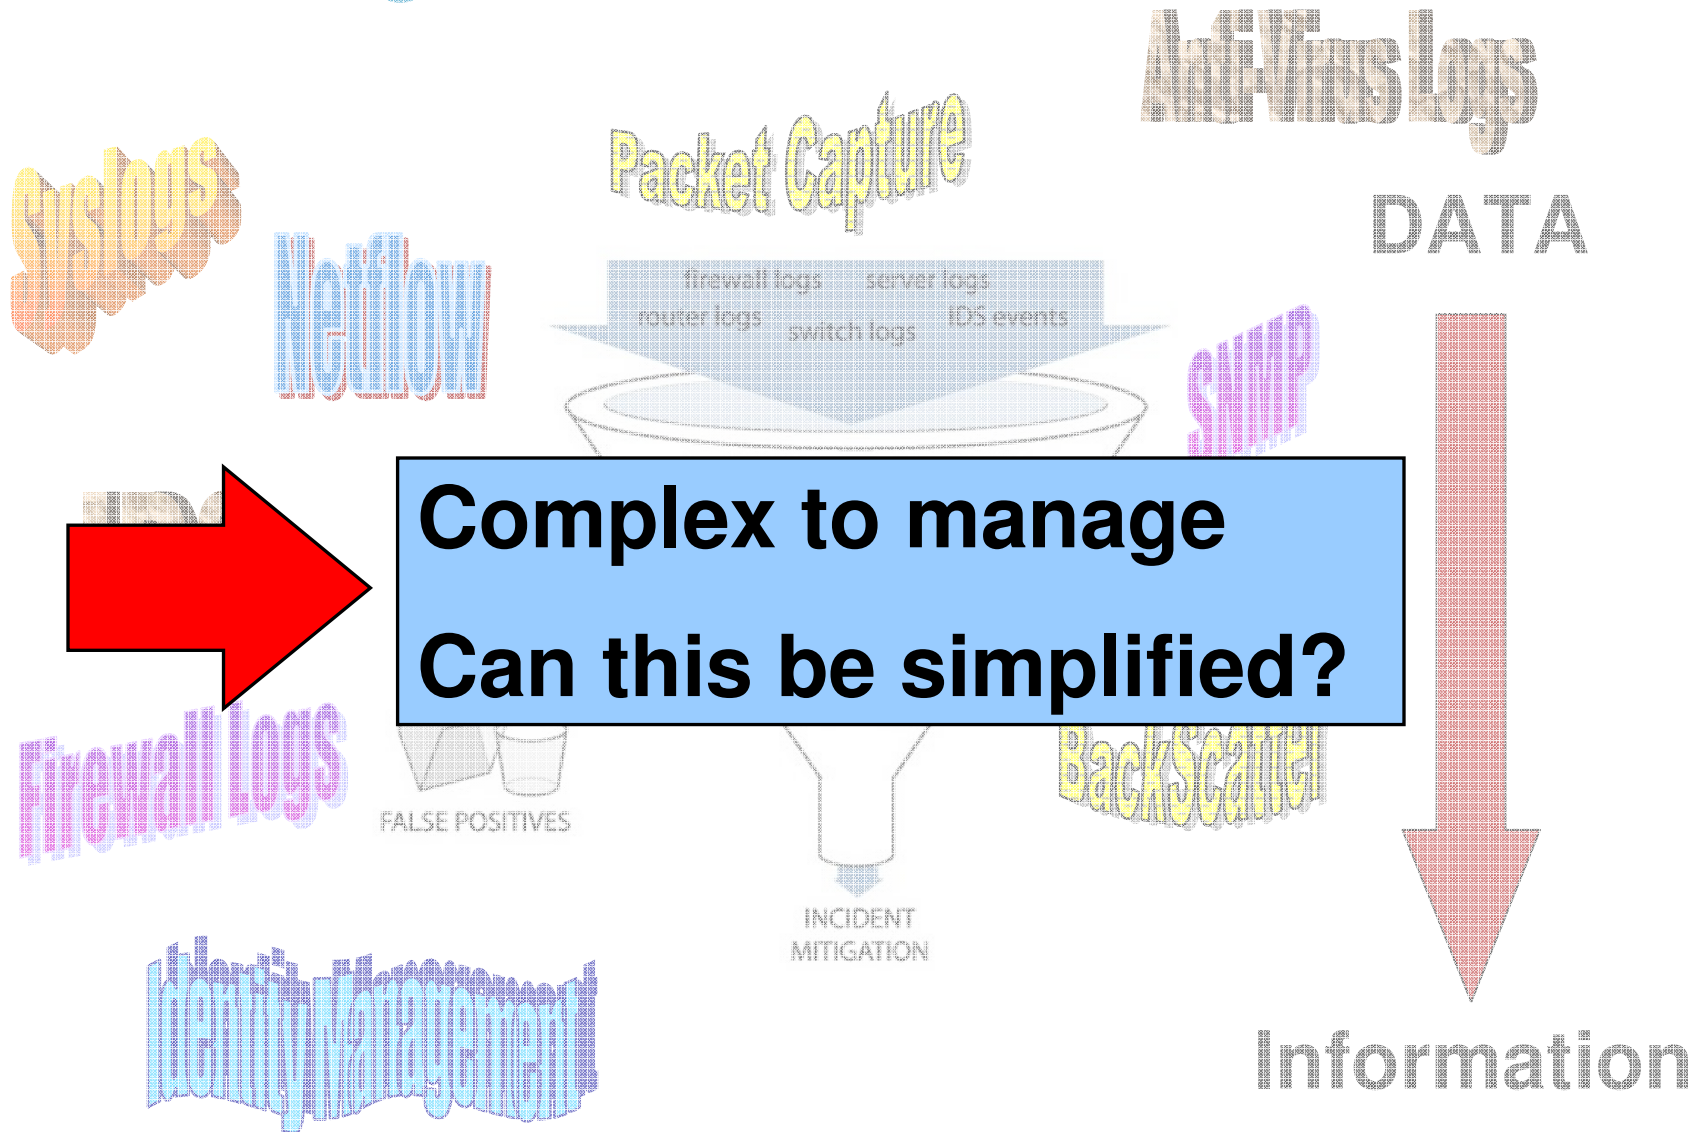 Anti-Virus Logs
Packet Capture
Syslogs
DATA
Netflow
firewall logs server logs
router logs switch logs IDS events
SNMP
Complex to manage
Can this be simplified?
Firewall Logs
BackScatter
FALSE POSITIVES
INCIDENT
MITIGATION
Identity Management
Information